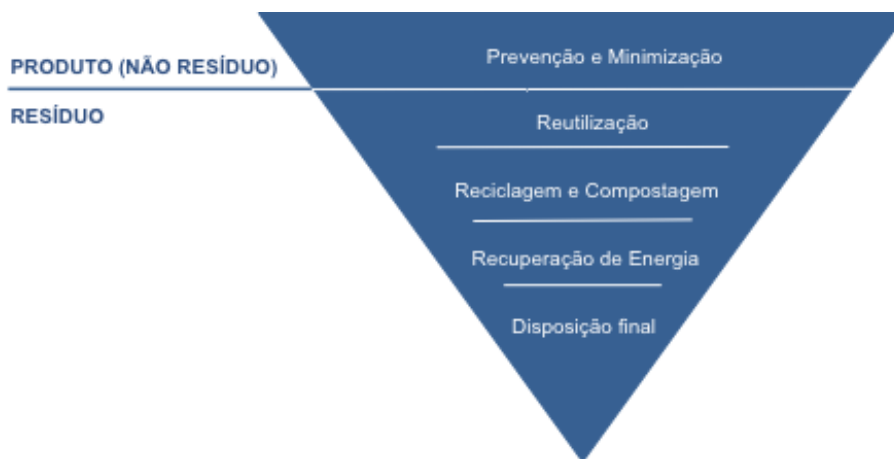 Prevenção e Minimização
PRODUTO (NÃO RESÍDUO)
RESÍDUO
Reutilização
Reciclagem e Compostagem
Recuperação de Energia
Disposição final